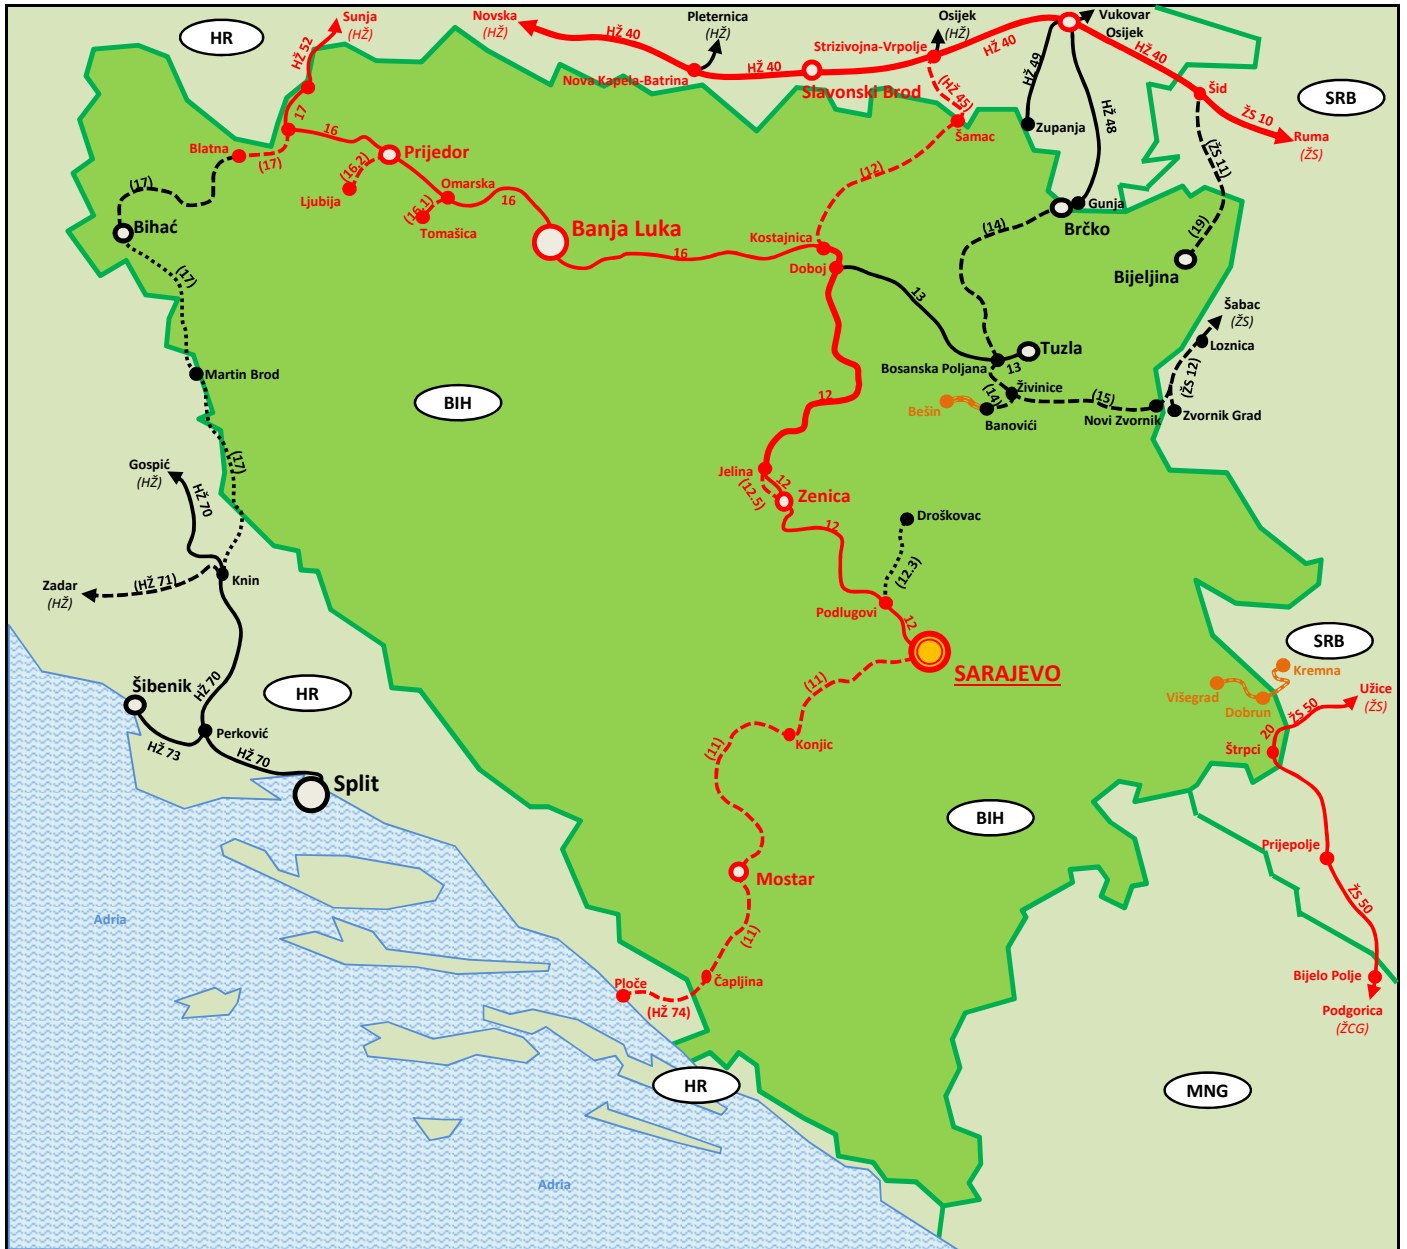 Sunja
(HŽ)
Novska
(HŽ)
Pleternica
(HŽ)
Osijek
(HŽ)
Vukovar
Osijek
HR
HŽ 52
HŽ 40
HŽ 40
Strizivojna-Vrpolje
HŽ 40
HŽ 40
Nova Kapela-Batrina
Slavonski Brod
(HŽ 45)
HŽ 49
HŽ 48
Šid
SRB
ŽS 10
Ruma
(ŽS)
17
16
Šamac
Zupanja
Blatna
(17)
Prijedor
(16.2)
Ljubija
Omarska
(16.1)
Tomašica
16
(12)
(ŽS 11)
(17)
Bihać
Banja Luka
16
Kostajnica
Doboj
(14)
Gunja
Brčko
(19)
Bijeljina
(17)
13
Šabac
(ŽS)
Loznica
Tuzla
Bosanska Poljana
13
(ŽS 12)
Martin Brod
BIH
12
Živinice
(14)
Bešin
Banovići
(15)
Novi Zvornik
Zvornik Grad
Gospić
(HŽ)
(17)
HŽ 70
Jelina
12
(12.5)
Zenica
12
Droškovac
(12.3)
Zadar
(HŽ)
(HŽ 71)
Knin
Podlugovi
12
SARAJEVO
SRB
Kremna
Višegrad
Dobrun
Užice
(ŽS)
ŽS 50
20
Štrpci
Šibenik
HŽ 70
HR
(11)
Perković
HŽ 73
HŽ 70
Split
(11)
Konjic
BIH
Prijepolje
Mostar
ŽS 50
Adria
(11)
Ploče
Čapljina
(HŽ 74)
Bijelo Polje
Podgorica
(ŽCG)
HR
MNG
Adria